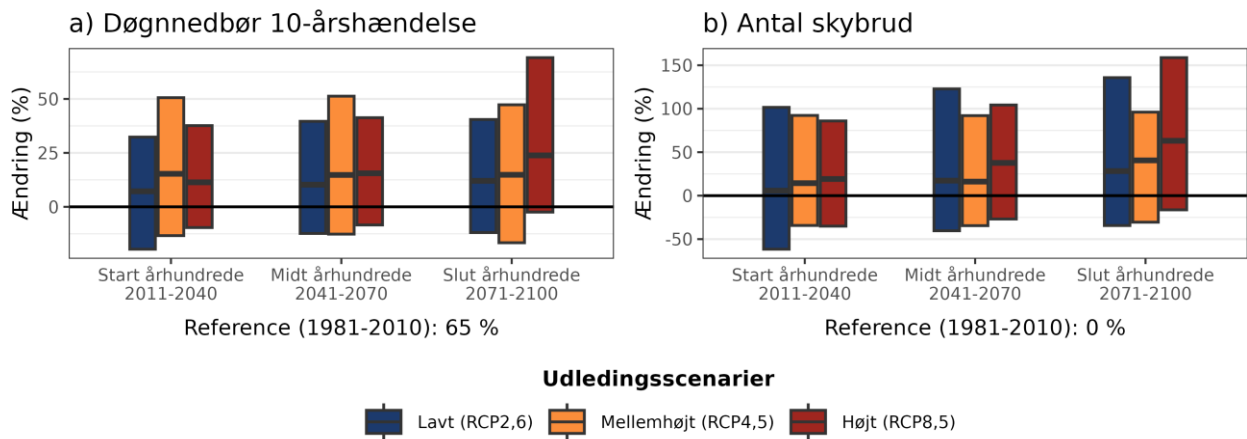 a) Døgnnedbør 10-årshændelse
Ændring (%)
50
25
0
Start århundrede
2011-2040
Midt århundrede
2041-2070
Slut århundrede
2071-2100
Reference (1981-2010): 65 %
b) Antal skybrud
Ændring (%)
150
100
50
0
-50
Start århundrede
2011-2040
Midt århundrede
2041-2070
Slut århundrede
2071-2100
Reference (1981-2010): 0 %
Udledingsscenarier
Lavt (RCP2,6)
Mellemhøjt (RCP4,5)
Højt (RCP8,5)